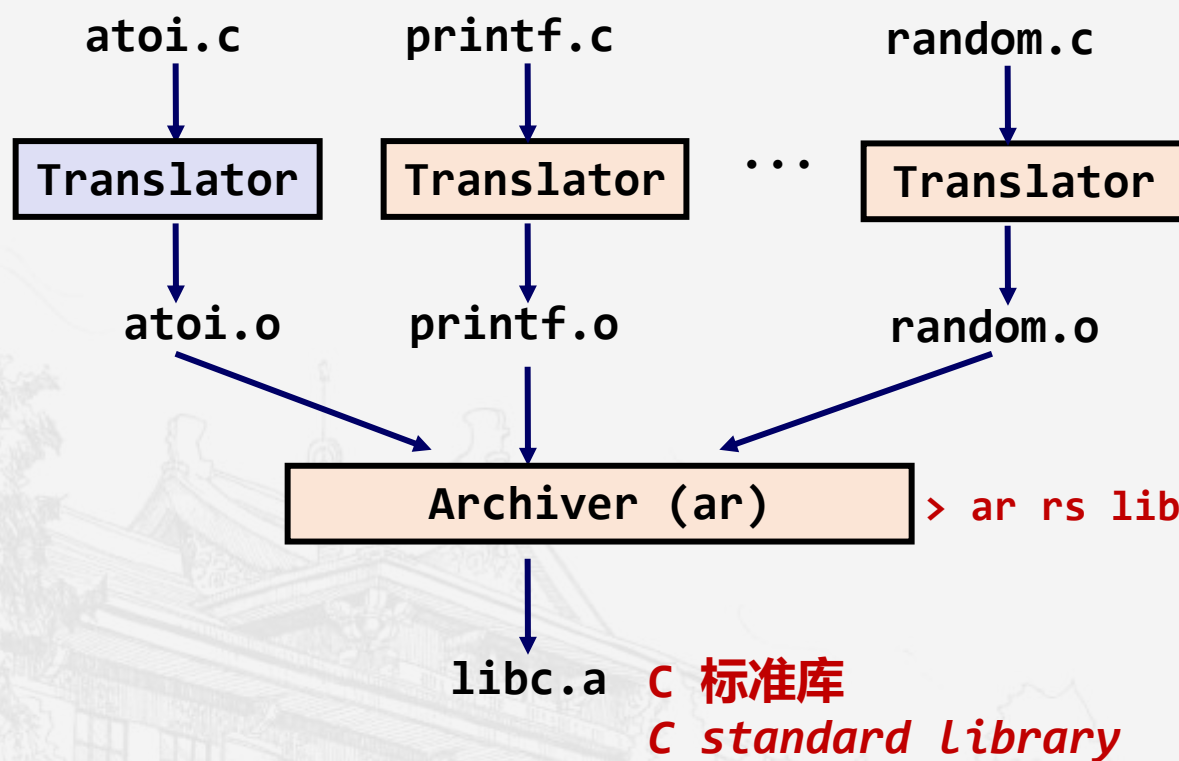 atoi.c printf.c random.c
Translator Translator ... Translator
atoi.o printf.o random.o
Archiver (ar) > ar rs lib
libc.a C 标准库
C standard library